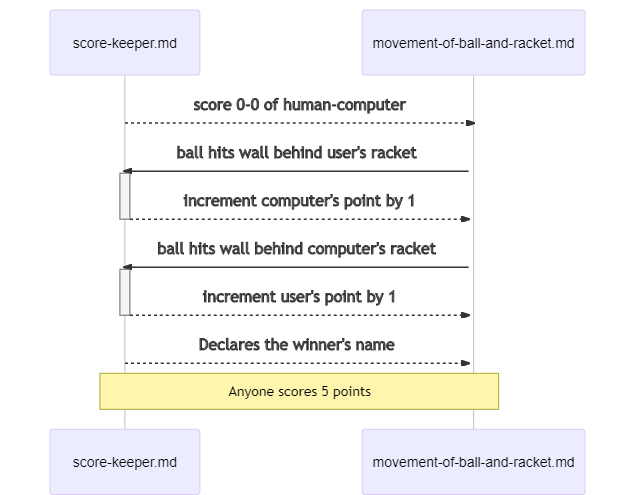 score-keeper.md
movement-of-ball-and-racket.md
score 0-0 of human-computer
ball hits wall behind user's racket
increment computer's point by 1
ball hits wall behind computer's racket
increment user's point by 1
Declares the winner's name
Anyone scores 5 points
score-keeper.md
movement-of-ball-and-racket.md